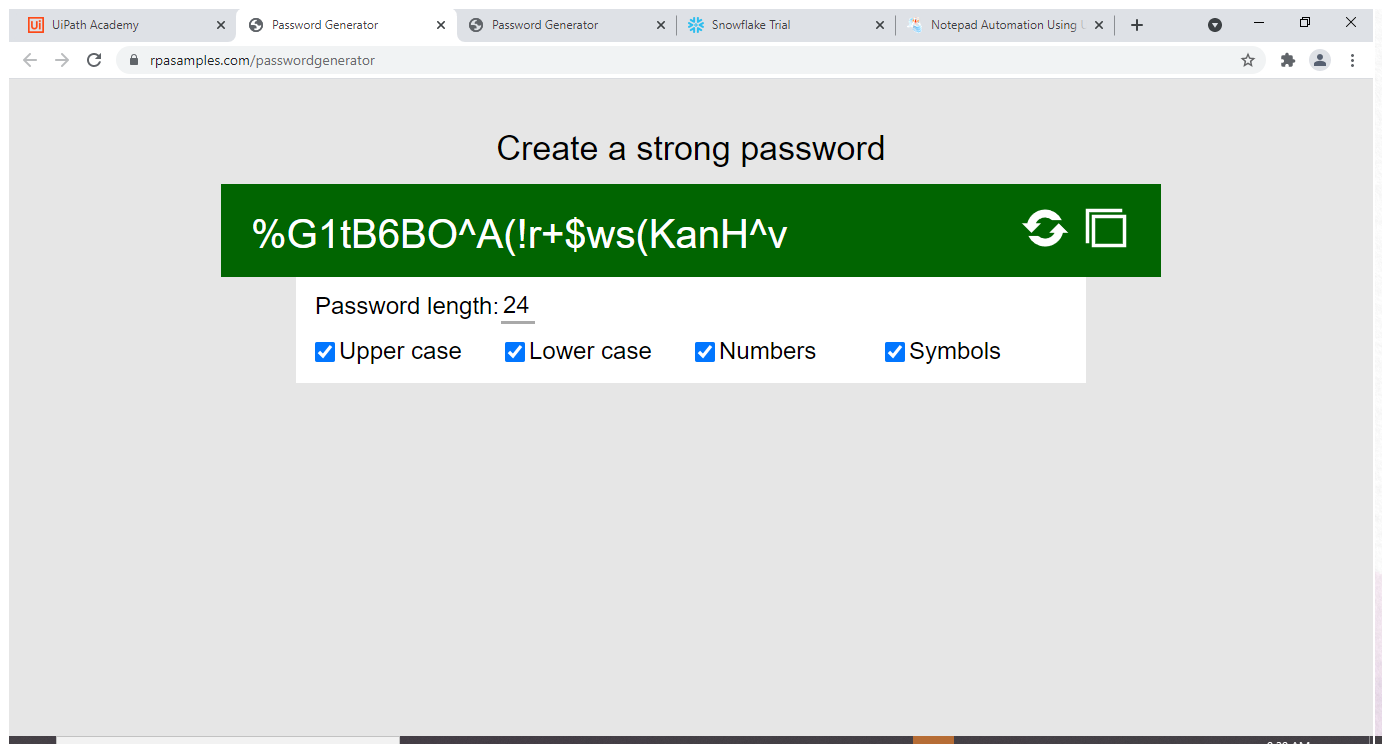 UiPath Academy
Password Generator
Password Generator
Snowflake Trial
Notepad Automation Using
rpasamples.com/passwordgenerator
Create a strong password
%G1tB6BO^A(!r+$ws(KanH^v
Password length: 24
Upper case
Lower case
Numbers
Symbols